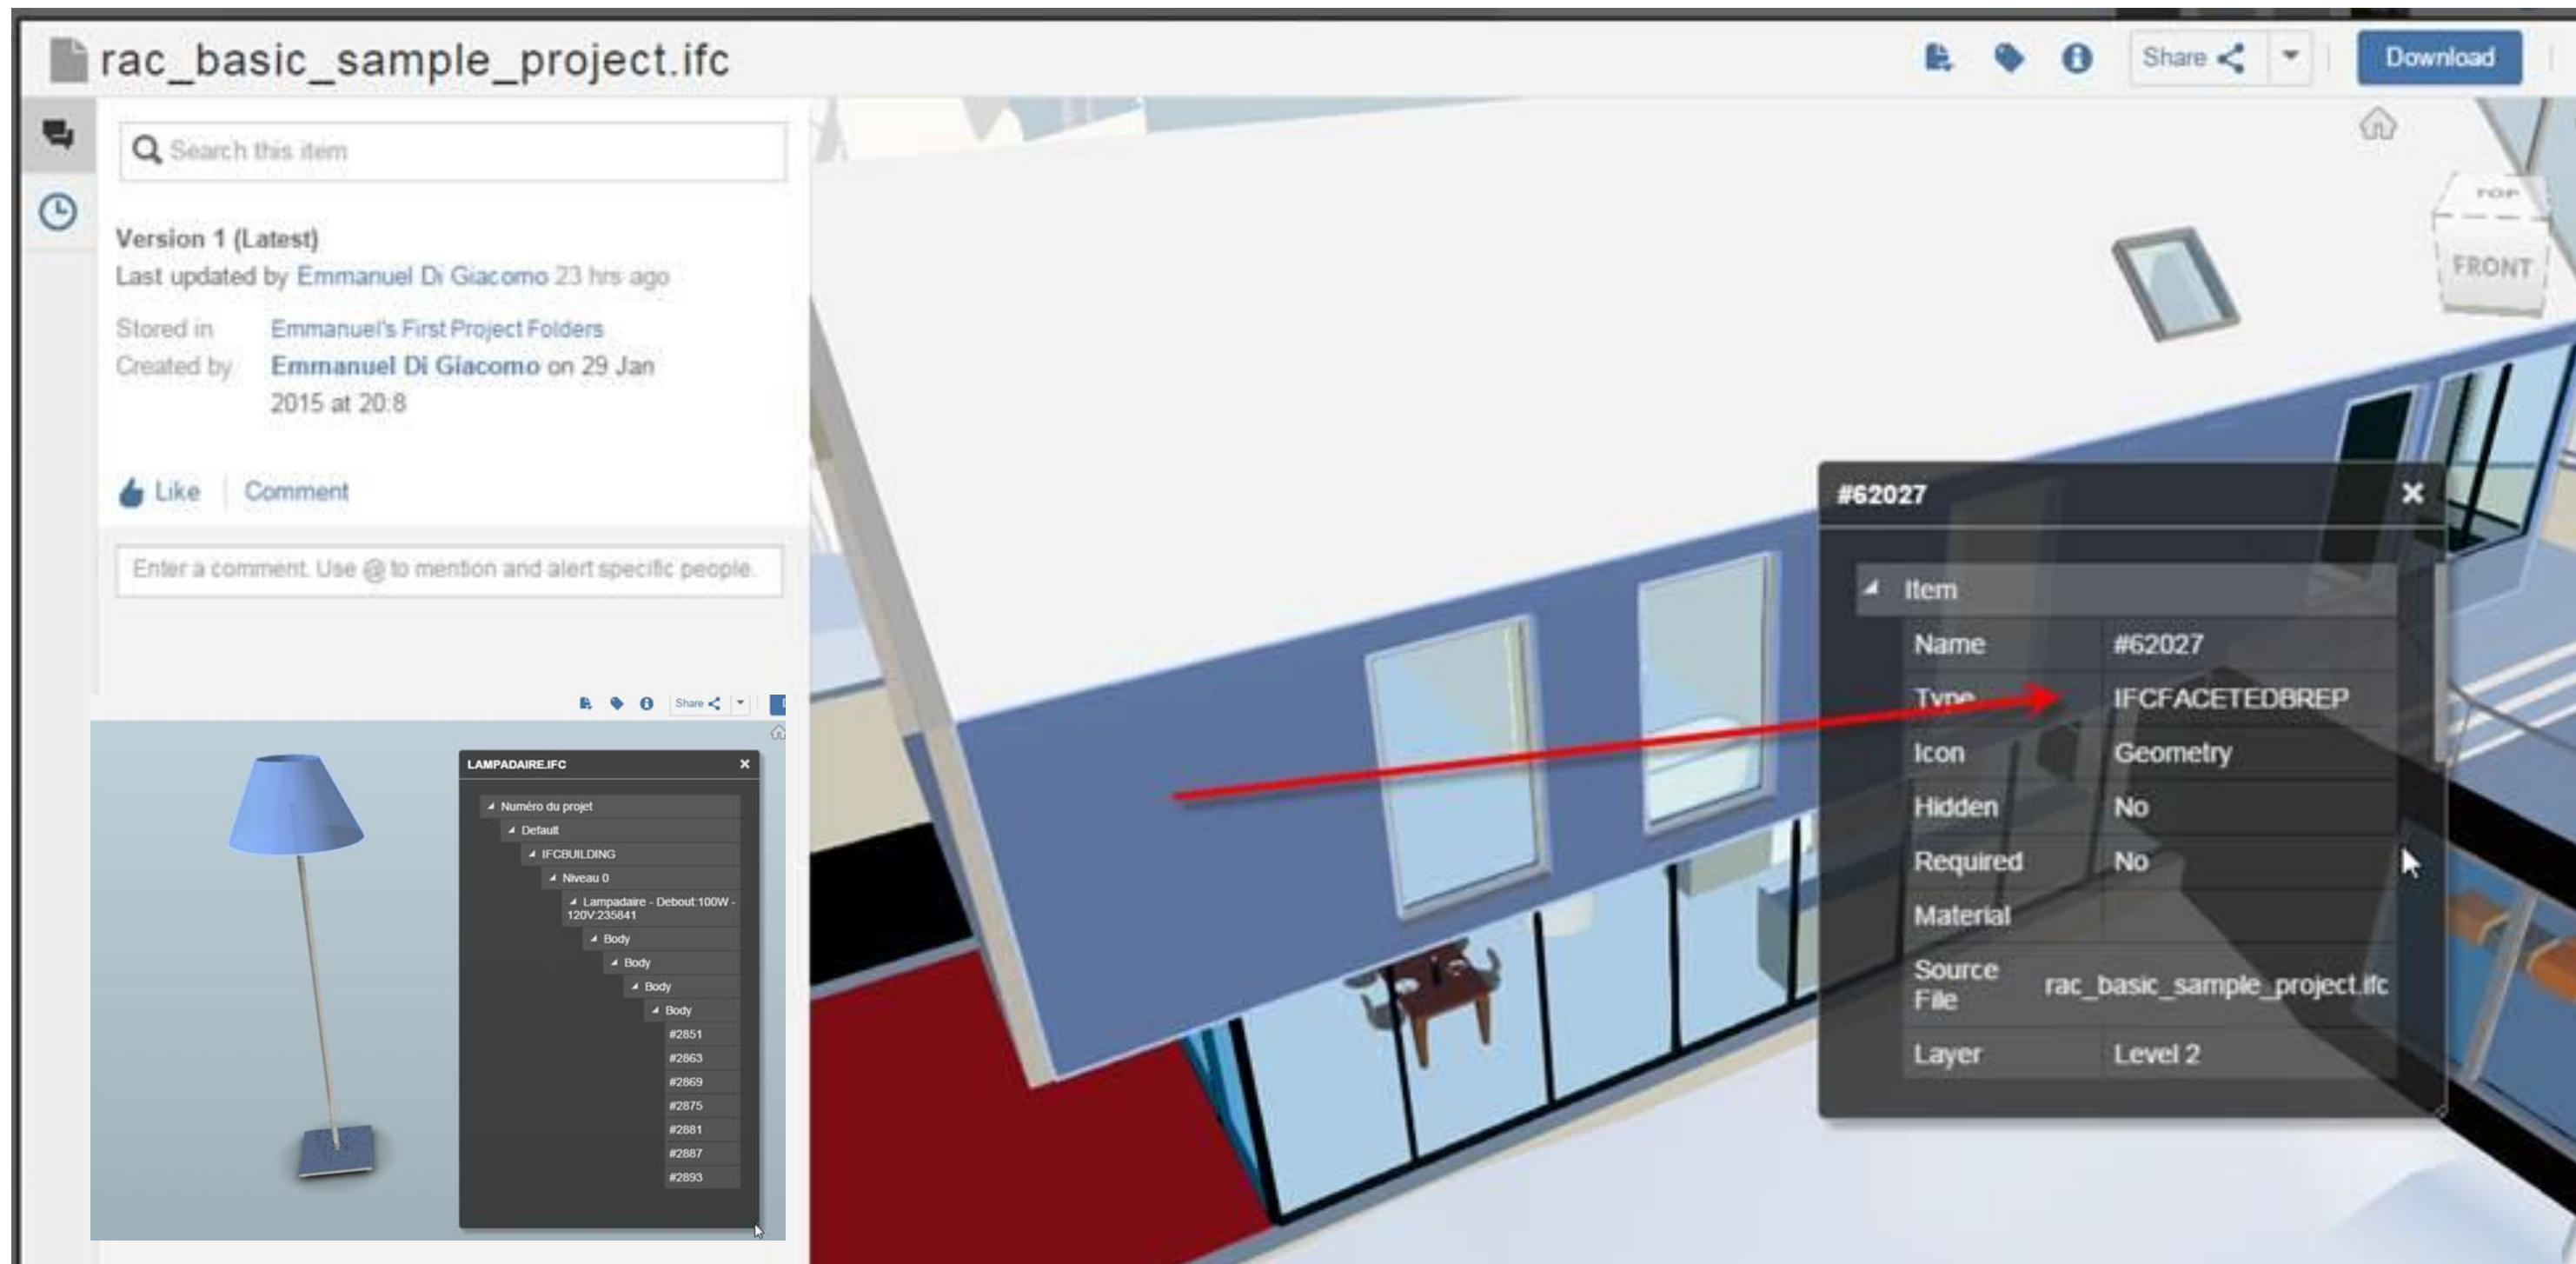 rac_basic_sample_project.ifc
Share
Download
Search this item
Version 1 (Latest)
Last updated by Emmanuel Di Giacomo 23 hrs ago
Stored in Emmanuel's First Project Folders
Created by Emmanuel Di Giacomo on 29 Jan
2015 at 20:8
Like Comment
Enter a comment. Use @ to mention and alert specific people.
Share
LAMPADAIRE.IFC
Numéro du projet
Default
IFCBUILDING
Niveau 0
Lampadaire - Debout:100W -
120V:235841
Body
Body
Body
Body
#2851
#2863
#2869
#2875
#2881
#2887
#2893
TOP
FRONT
#62027
Item
Name #62027
Type IFCFACETEDBREP
Icon Geometry
Hidden No
Required No
Material
Source
File rac_basic_sample_project.ifc
Layer Level 2